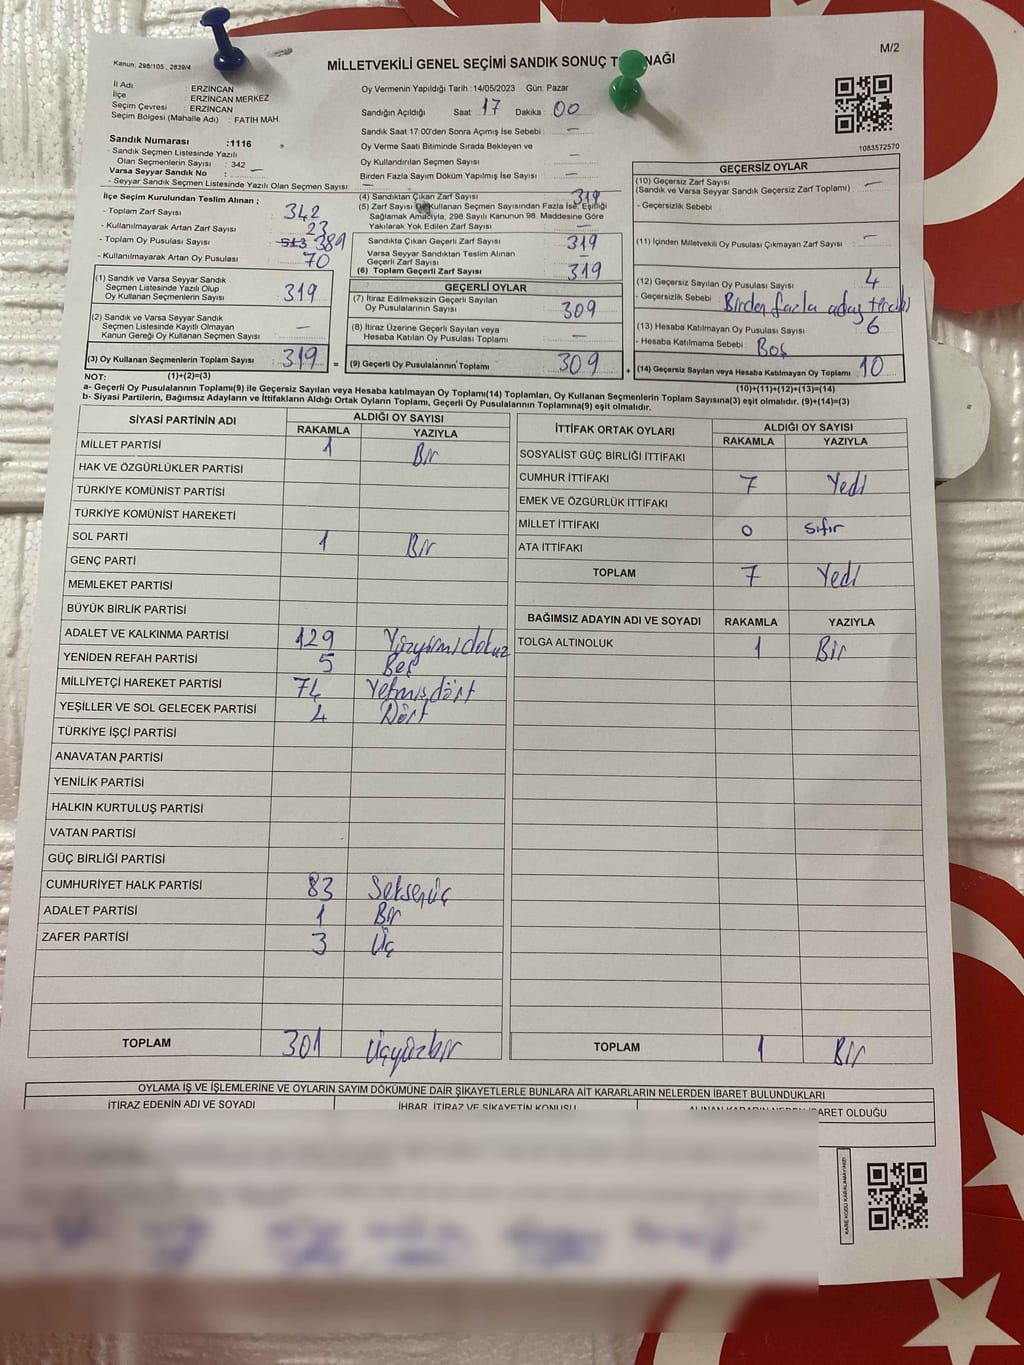 Kanun: 298/105, 2839/4
MİLLETVEKİLİ GENEL SEÇİMİ SANDIK SONUÇ T NAĞI
M/2
İl Adı : ERZİNCAN
İlçe : ERZİNCAN MERKEZ
Seçim Çevresi : ERZİNCAN
Seçim Bölgesi (Mahalle Adı) : FATİH MAH.
Sandık Numarası :1116
- Sandık Seçmen Listesinde Yazılı
Olan Seçmenlerin Sayısı : 342
Varsa Seyyar Sandık No : —
- Seyyar Sandık Seçmen Listesinde Yazılı Olan Seçmen Sayısı: —
Oy Vermenin Yapıldığı Tarih :14/05/2023 Gün: Pazar
Sandığın Açıldığı Saat 17 Dakika : 00
Sandık Saat 17:00'den Sonra Açımış İse Sebebi : —
Oy Verme Saati Bitiminde Sırada Bekleyen ve
Oy Kullandırılan Seçmen Sayısı —
Birden Fazla Sayım Döküm Yapılmış İse Sayısı : —
1083572570
İlçe Seçim Kurulundan Teslim Alınan ;
- Toplam Zarf Sayısı : 342
- Kullanılmayarak Artan Zarf Sayısı : 23
- Toplam Oy Pusulası Sayısı : 513 389
- Kullanılmayarak Artan Oy Pusulası : 70
(1) Sandık ve Varsa Seyyar Sandık
Seçmen Listesinde Yazılı Olup
Oy Kullanan Seçmenlerin Sayısı 319
(2) Sandık ve Varsa Seyyar Sandık
Seçmen Listesinde Kayıtlı Olmayan
Kanun Gereği Oy Kullanan Seçmen Sayısı —
(3) Oy Kullanan Seçmenlerin Toplam Sayısı 319 =
(4) Sandıktan Çıkan Zarf Sayısı 319
(5) Zarf Sayısı Kullanan Seçmen Sayısından Fazla İse, Eşitliği
Sağlamak Amacıyla, 298 Sayılı Kanunun 98. Maddesine Göre
Yakılarak Yok Edilen Zarf Sayısı —
Sandıkta Çıkan Geçerli Zarf Sayısı 319
Varsa Seyyar Sandıktan Teslim Alınan
Geçerli Zarf Sayısı —
(6) Toplam Geçerli Zarf Sayısı 319
GEÇERLİ OYLAR
(7) İtiraz Edilmeksizin Geçerli Sayılan
Oy Pusulalarının Sayısı 309
(8) İtiraz Üzerine Geçerli Sayılan veya
Hesaba Katılan Oy Pusulaları Toplamı —
(9) Geçerli Oy Pusulalarının Toplamı 309 +
GEÇERSİZ OYLAR
(10) Geçersiz Zarf Sayısı
(Sandık ve Varsa Seyyar Sandık Geçersiz Zarf Toplamı) : —
- Geçersizlik Sebebi :
(11) İçinden Milletvekili Oy Pusulası Çıkmayan Zarf Sayısı : —
(12) Geçersiz Sayılan Oy Pusulası Sayısı : 4
- Geçersizlik Sebebi : Birden fazla aday tercihi
(13) Hesaba Katılmayan Oy Pusulası Sayısı : 6
- Hesaba Katılmama Sebebi : Boş
(14) Geçersiz Sayılan veya Hesaba Katılmayan Oy Toplamı 10
NOT: (1)+(2)=(3)
(10)+(11)+(12)+(13)=(14)
a- Geçerli Oy Pusulalarının Toplamı(9) ile Geçersiz Sayılan veya Hesaba katılmayan Oy Toplamı(14) Toplamları, Oy Kullanan Seçmenlerin Toplam Sayısına(3) eşit olmalıdır. (9)+(14)=(3)
b- Siyasi Partilerin, Bağımsız Adayların ve İttifakların Aldığı Ortak Oyların Toplamı, Geçerli Oy Pusulalarının Toplamına(9) eşit olmalıdır.
SİYASİ PARTİNİN ADI ALDIĞI OY SAYISI
RAKAMLA YAZIYLA
MİLLET PARTİSİ 1 Bir
HAK VE ÖZGÜRLÜKLER PARTİSİ
TÜRKİYE KOMÜNİST PARTİSİ
TÜRKİYE KOMÜNİST HAREKETİ
SOL PARTİ 1 Bir
GENÇ PARTİ
MEMLEKET PARTİSİ
BÜYÜK BİRLİK PARTİSİ
ADALET VE KALKINMA PARTİSİ 129 Yüzyirmidokuz
YENİDEN REFAH PARTİSİ 5 Beş
MİLLİYETÇİ HAREKET PARTİSİ 74 Yetmişdört
YEŞİLLER VE SOL GELECEK PARTİSİ 4 Dört
TÜRKİYE İŞÇİ PARTİSİ
ANAVATAN PARTİSİ
YENİLİK PARTİSİ
HALKIN KURTULUŞ PARTİSİ
VATAN PARTİSİ
GÜÇ BİRLİĞİ PARTİSİ
CUMHURİYET HALK PARTİSİ 83 Seksenüç
ADALET PARTİSİ 1 Bir
ZAFER PARTİSİ 3 Üç
TOPLAM 301 Üçyüzbir
İTTİFAK ORTAK OYLARI ALDIĞI OY SAYISI
RAKAMLA YAZIYLA
SOSYALİST GÜÇ BİRLİĞİ İTTİFAKI
CUMHUR İTTİFAKI 7 Yedi
EMEK VE ÖZGÜRLÜK İTTİFAKI
MİLLET İTTİFAKI 0 Sıfır
ATA İTTİFAKI
TOPLAM 7 Yedi
BAĞIMSIZ ADAYIN ADI VE SOYADI RAKAMLA YAZIYLA
TOLGA ALTINOLUK 1 Bir
TOPLAM 1 Bir
OYLAMA İŞ VE İŞLEMLERİNE VE OYLARIN SAYIM DÖKÜMÜNE DAİR ŞİKAYETLERLE BUNLARA AİT KARARLARIN NELERDEN İBARET BULUNDUKLARI
İTİRAZ EDENİN ADI VE SOYADI İHBAR, İTİRAZ VE ŞİKAYETİN KONUSU ALINAN KARARIN NEDEN İBARET OLDUĞU
KARE KODU KARALAMAYINIZ!